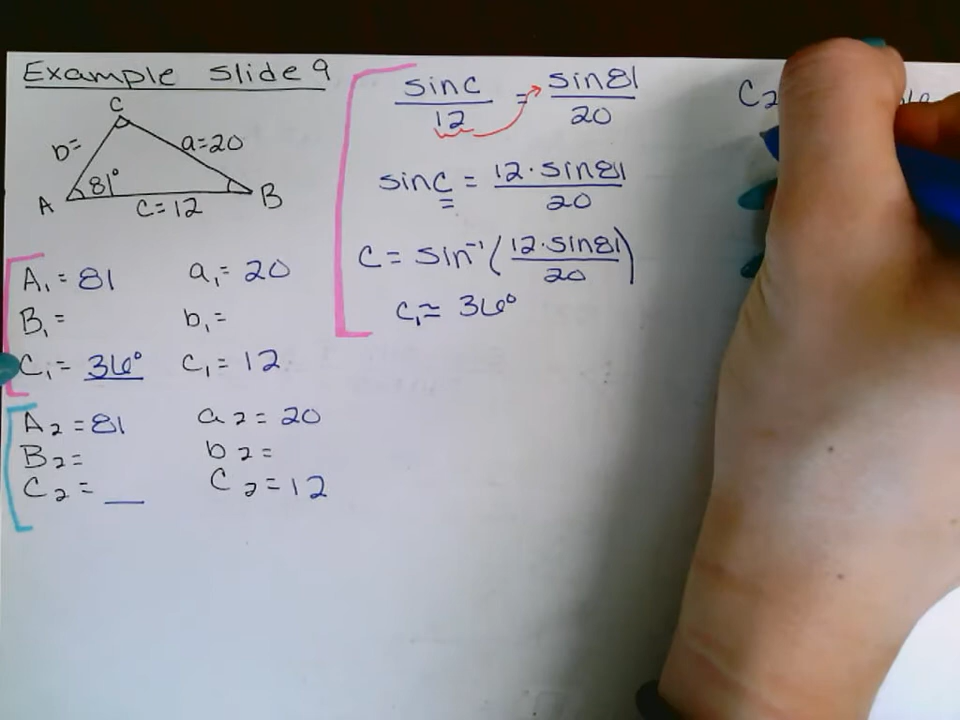 Example slide 9
C
b=
a=20
81°
A
c=12
B
A₁ = 81 a₁ = 20
B₁ = b₁ =
C₁ = 36° c₁ = 12
A₂ = 81 a₂ = 20
B₂ = b₂ =
C₂ = __ C₂ = 12
sinC/12 = sin81/20
sinC = 12·sin81/20
C = sin⁻¹(12·sin81/20)
C₁ ≈ 36°
C₂